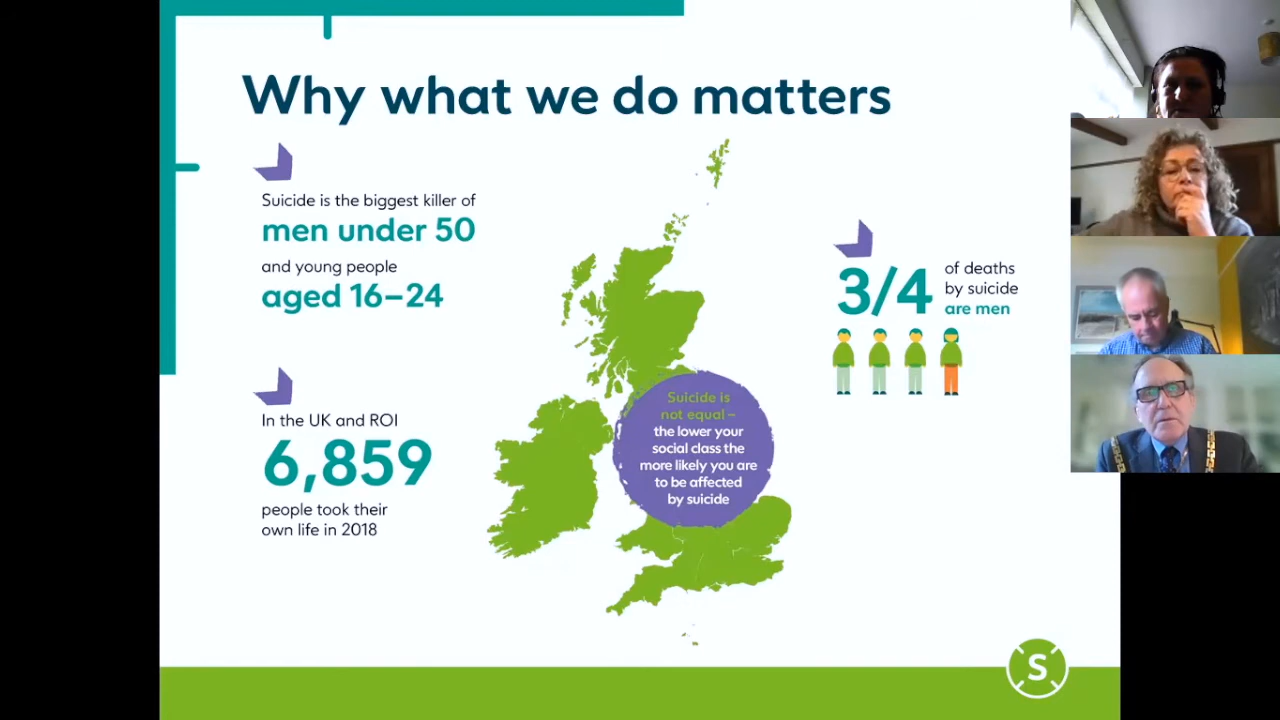 Why what we do matters
Suicide is the biggest killer of
men under 50
and young people
aged 16–24
In the UK and ROI
6,859
people took their
own life in 2018
Suicide is
not equal –
the lower your
social class the
more likely you are
to be affected
by suicide
3/4
of deaths
by suicide
are men
S